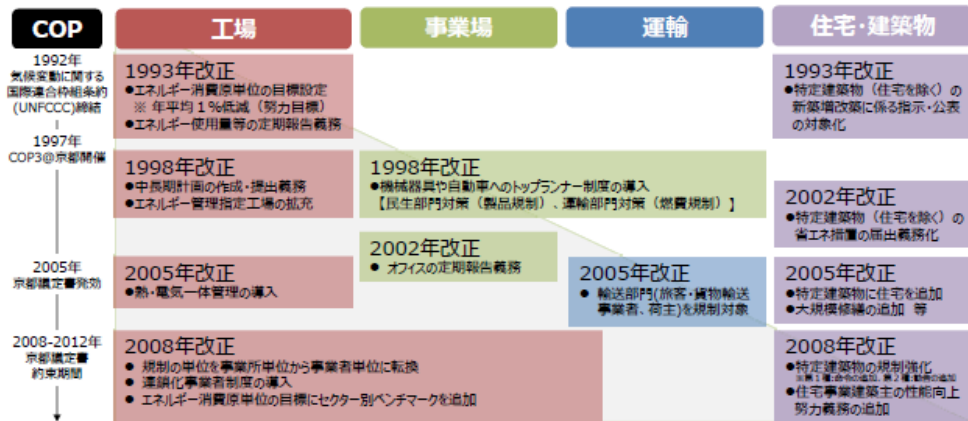 COP
工場
事業場
運輸
住宅・建築物
1992年
気候変動に関する
国際連合枠組条約
(UNFCCC)締結
1997年
COP3@京都開催
2005年
京都議定書発効
2008-2012年
京都議定書
約束期間
1993年改正
●エネルギー消費原単位の目標設定
※ 年平均1%低減（努力目標）
●エネルギー使用量等の定期報告義務
1998年改正
●中長期計画の作成・提出義務
●エネルギー管理指定工場の拡充
2005年改正
●熱・電気一体管理の導入
2008年改正
● 規制の単位を事業所単位から事業者単位に転換
● 連鎖化事業者制度の導入
● エネルギー消費原単位の目標にセクター別ベンチマークを追加
1998年改正
●機械器具や自動車へのトップランナー制度の導入
【民生部門対策（製品規制）、運輸部門対策（燃費規制）】
2002年改正
● オフィスの定期報告義務
2005年改正
● 輸送部門(旅客・貨物輸送
事業者、荷主)を規制対象
1993年改正
●特定建築物（住宅を除く）の
新築増改築に係る指示・公表
の対象化
2002年改正
●特定建築物（住宅を除く）の
省エネ措置の届出義務化
2005年改正
●特定建築物に住宅を追加
●大規模修繕の追加 等
2008年改正
●特定建築物の規制強化
※第1種:命令の追加、第2種:勧告の追加
●住宅事業建築主の性能向上
努力義務の追加